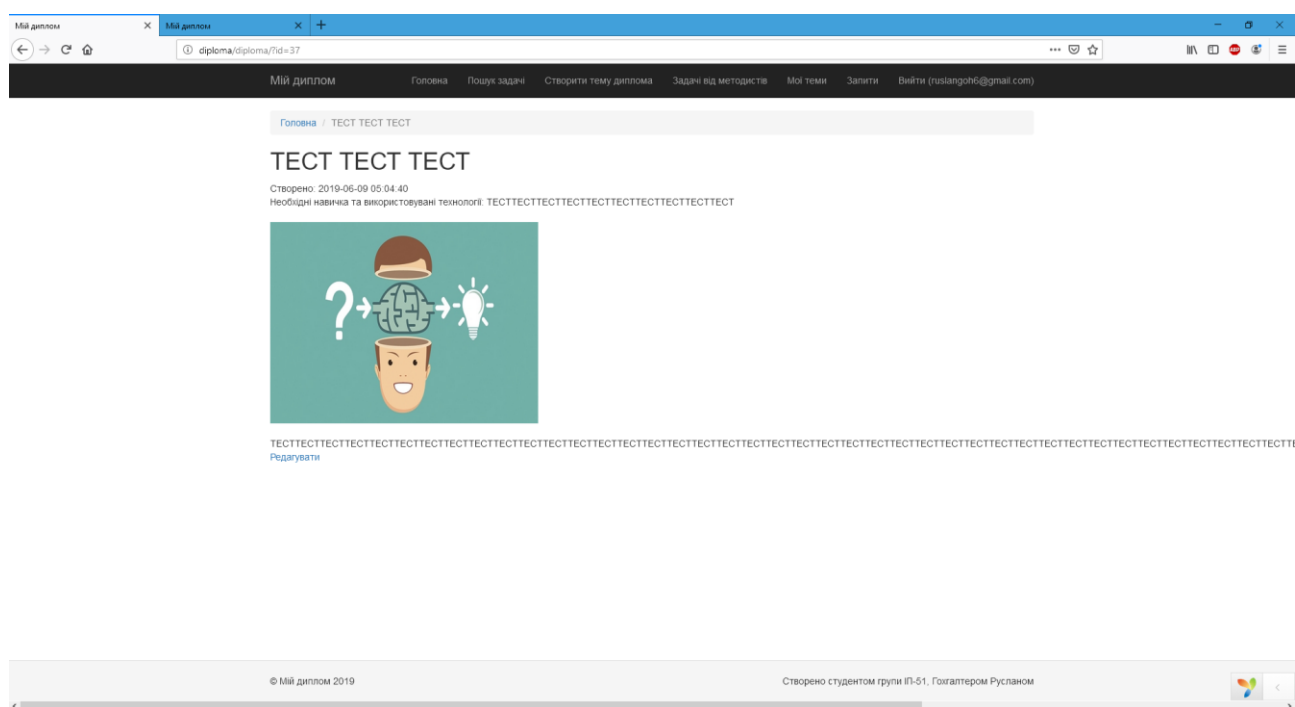 Мій диплом
Мій диплом
diploma/diploma/?id=37
Мій диплом Головна Пошук задачі Створити тему диплома Задачі від методистів Мої теми Запити Вийти (ruslangoh6@gmail.com)
Головна / ТЕСТ ТЕСТ ТЕСТ
ТЕСТ ТЕСТ ТЕСТ
Створено: 2019-06-09 05:04:40
Необхідні навичка та використовувані технології: ТЕСТТЕСТТЕСТТЕСТТЕСТТЕСТТЕСТТЕСТТЕСТ
?
Редагувати
© Мій диплом 2019 Створено студентом групи ІП-51, Гохгалтером Русланом